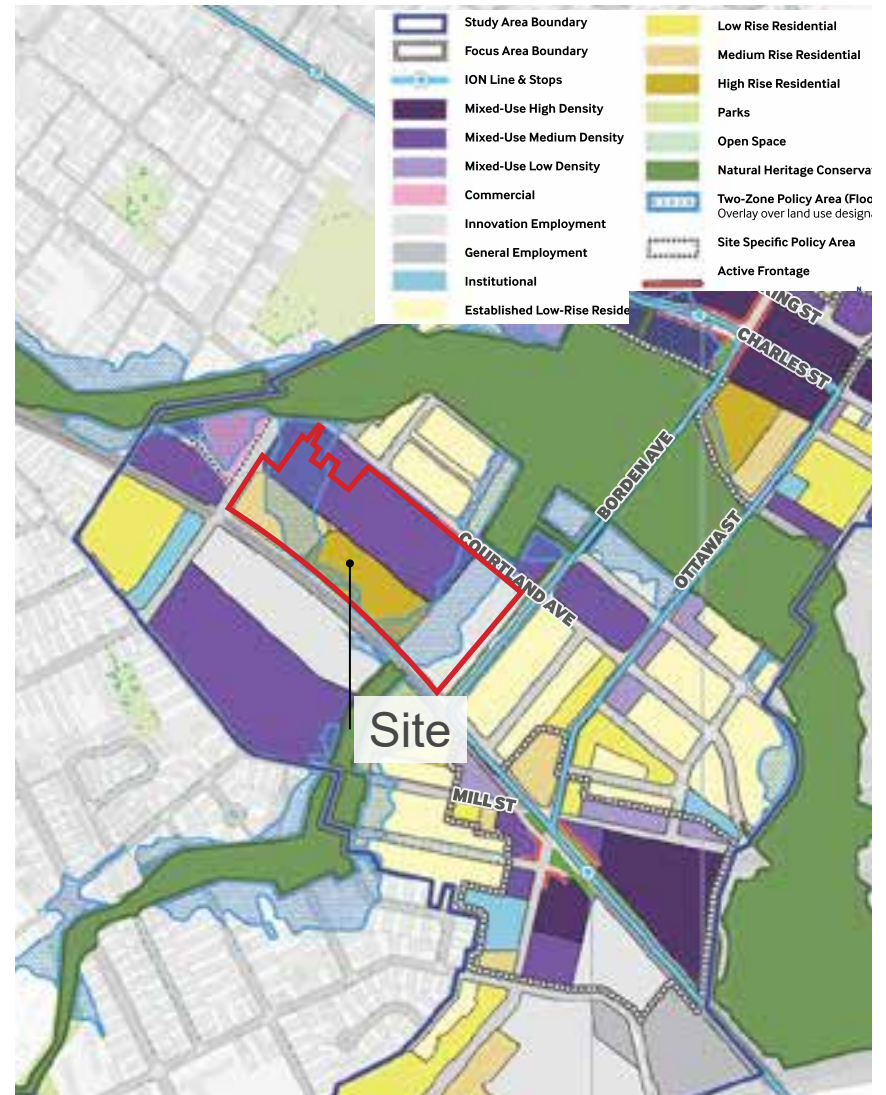 Study Area Boundary
Focus Area Boundary
ION Line & Stops
Mixed-Use High Density
Mixed-Use Medium Density
Mixed-Use Low Density
Commercial
Innovation Employment
General Employment
Institutional
Established Low-Rise Reside
Low Rise Residential
Medium Rise Residential
High Rise Residential
Parks
Open Space
Natural Heritage Conserva
Two-Zone Policy Area (Floo
Overlay over land use designa
Site Specific Policy Area
Active Frontage
N
KING ST
CHARLES ST
BORDEN AVE
OTTAWA ST
COURTLAND AVE
Site
MILL ST